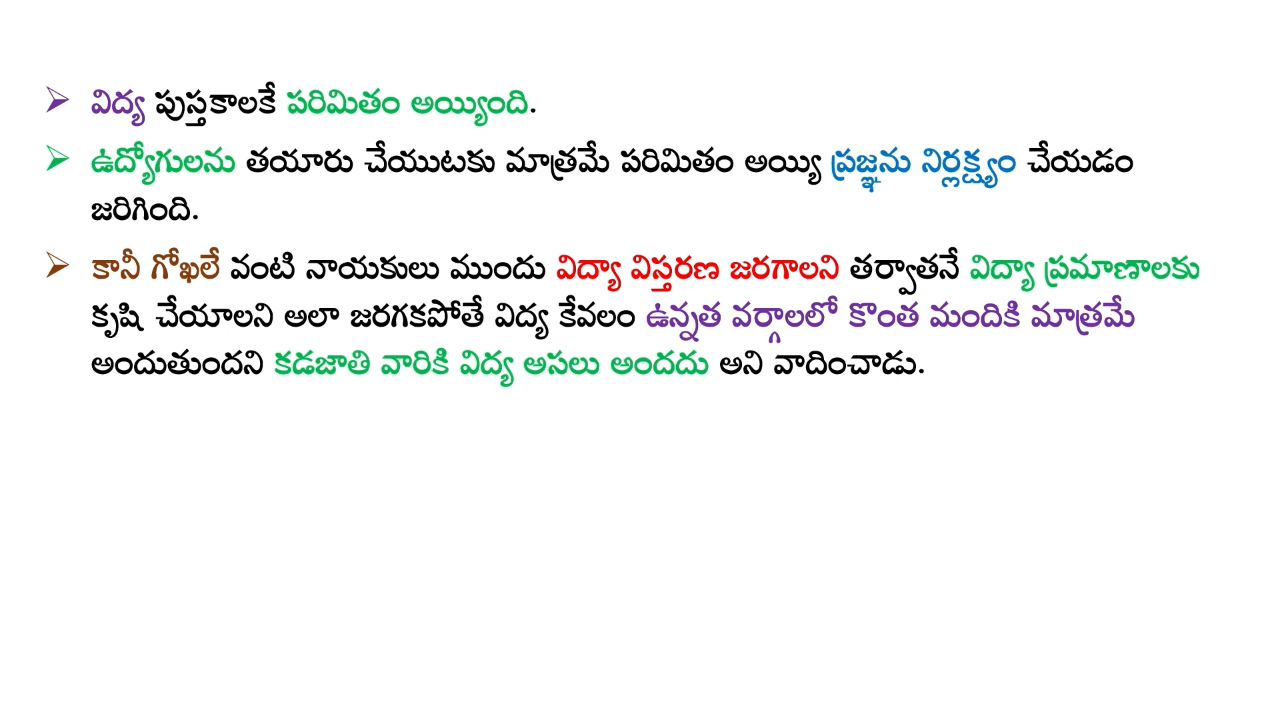 ➢ విద్య పుస్తకాలకే పరిమితం అయ్యింది.
➢ ఉద్యోగులను తయారు చేయుటకు మాత్రమే పరిమితం అయ్యి ప్రజ్ఞను నిర్లక్ష్యం చేయడం
జరిగింది.
➢ కానీ గోఖలే వంటి నాయకులు ముందు విద్యా విస్తరణ జరగాలని తర్వాతనే విద్యా ప్రమాణాలకు
కృషి చేయాలని అలా జరగకపోతే విద్య కేవలం ఉన్నత వర్గాలలో కొంత మందికి మాత్రమే
అందుతుందని కడజాతి వారికి విద్య అసలు అందదు అని వాదించాడు.